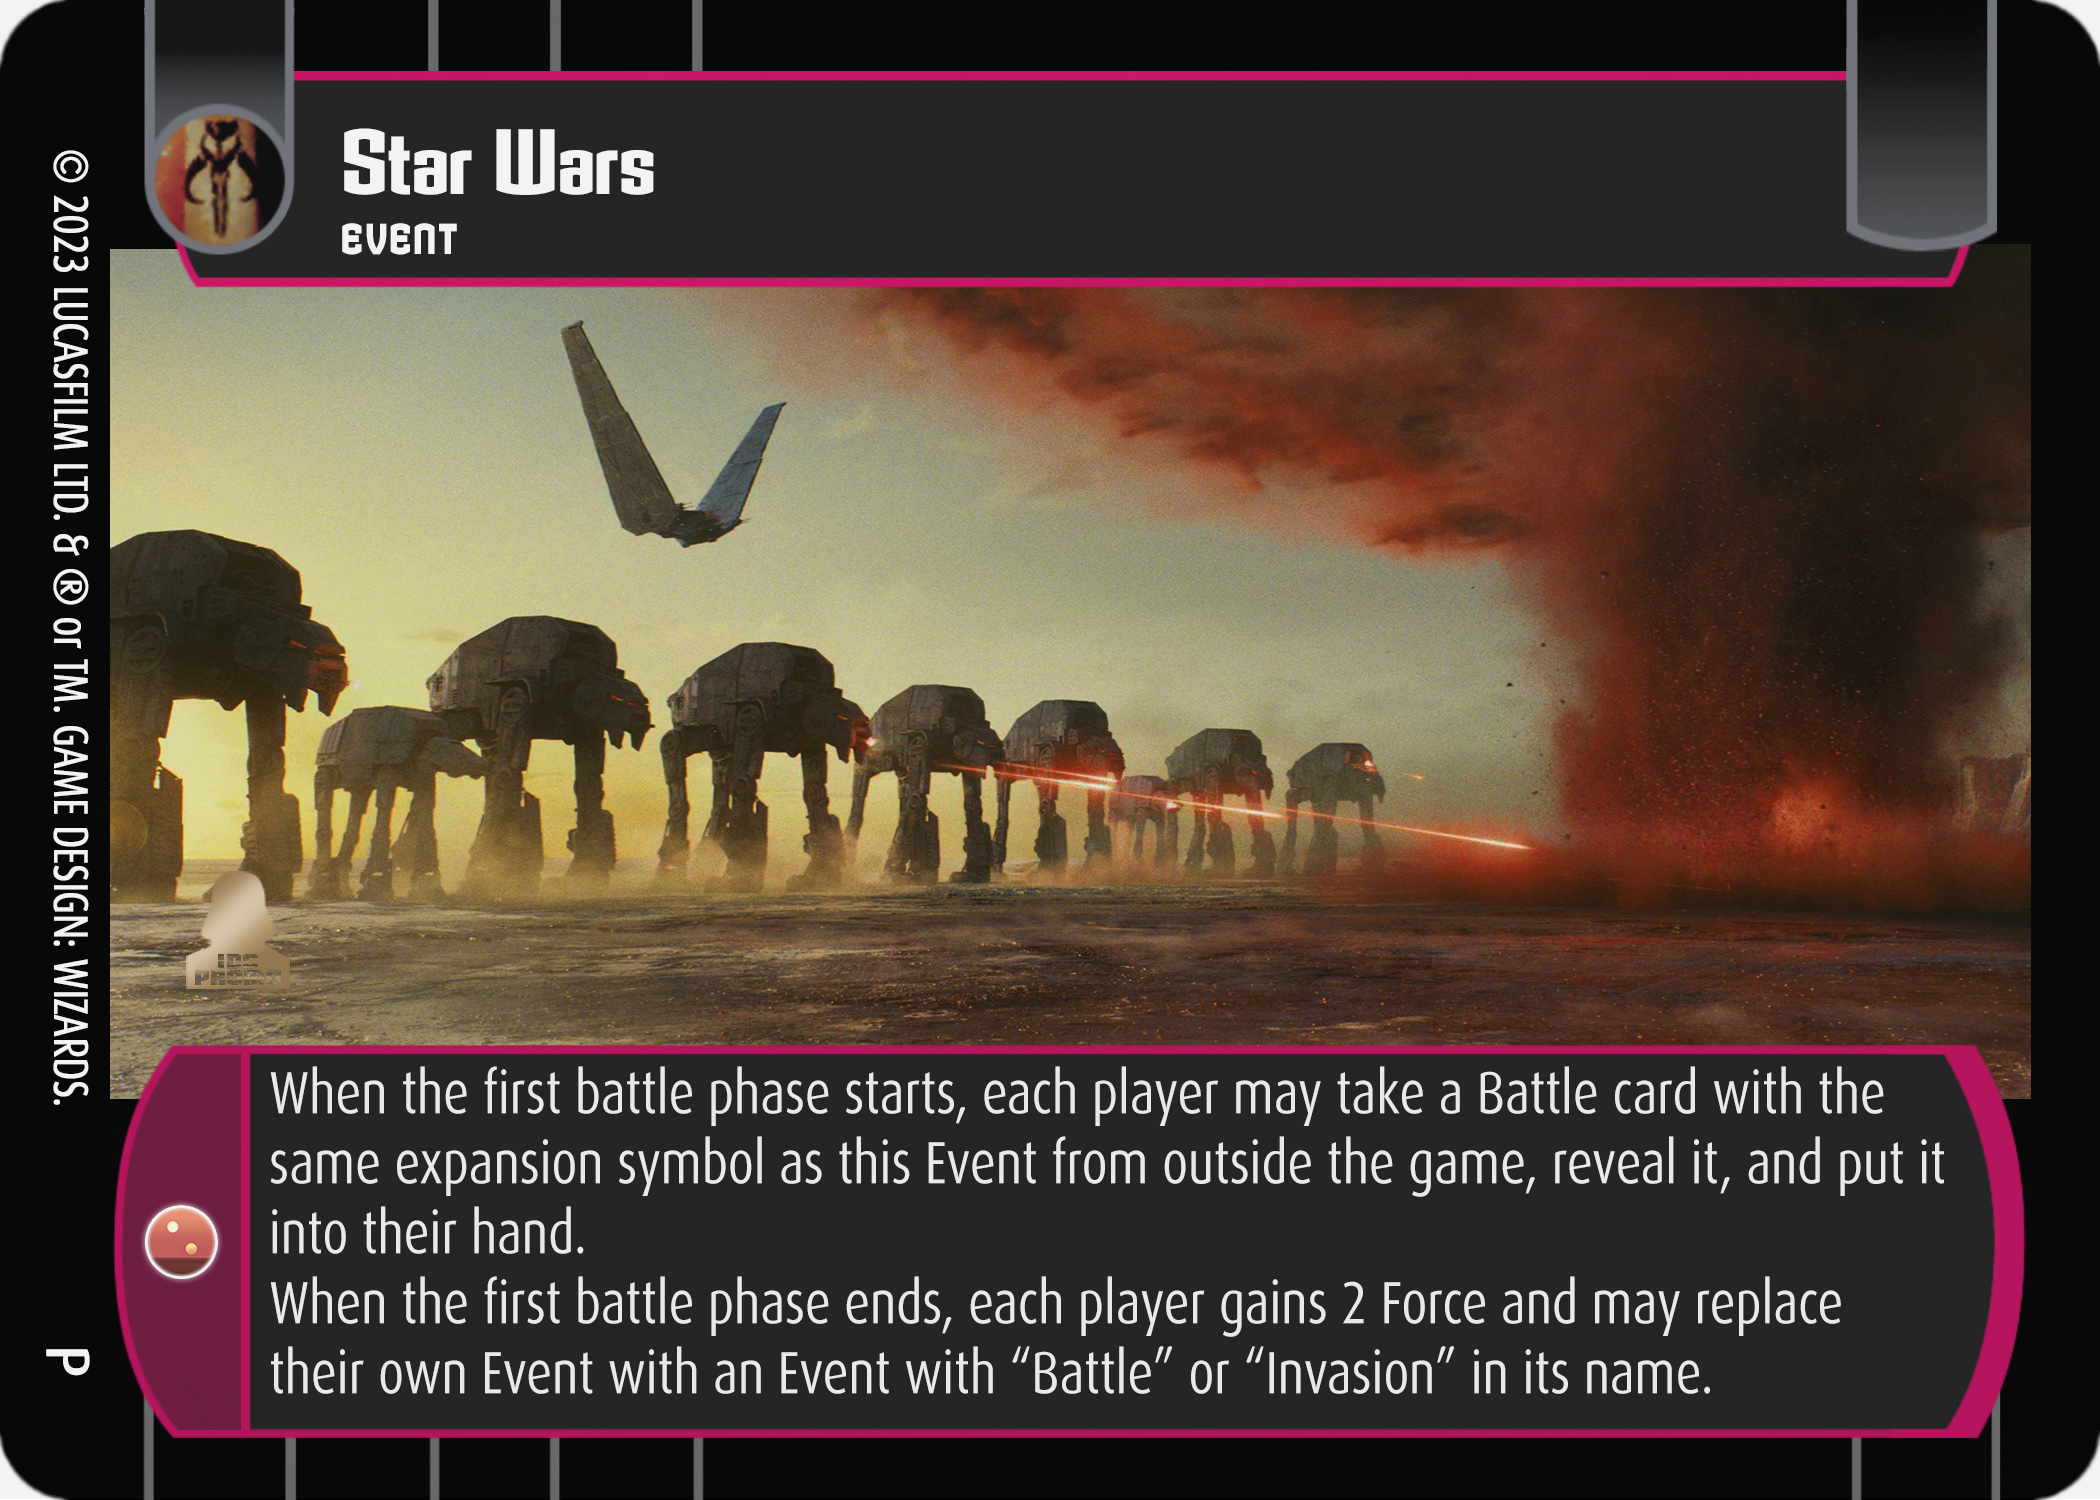 Star Wars
EVENT
© 2023 LUCASFILM LTD. & ® or TM. GAME DESIGN: WIZARDS.
When the first battle phase starts, each player may take a Battle card with the
same expansion symbol as this Event from outside the game, reveal it, and put it
into their hand.
When the first battle phase ends, each player gains 2 Force and may replace
their own Event with an Event with “Battle” or “Invasion” in its name.
P